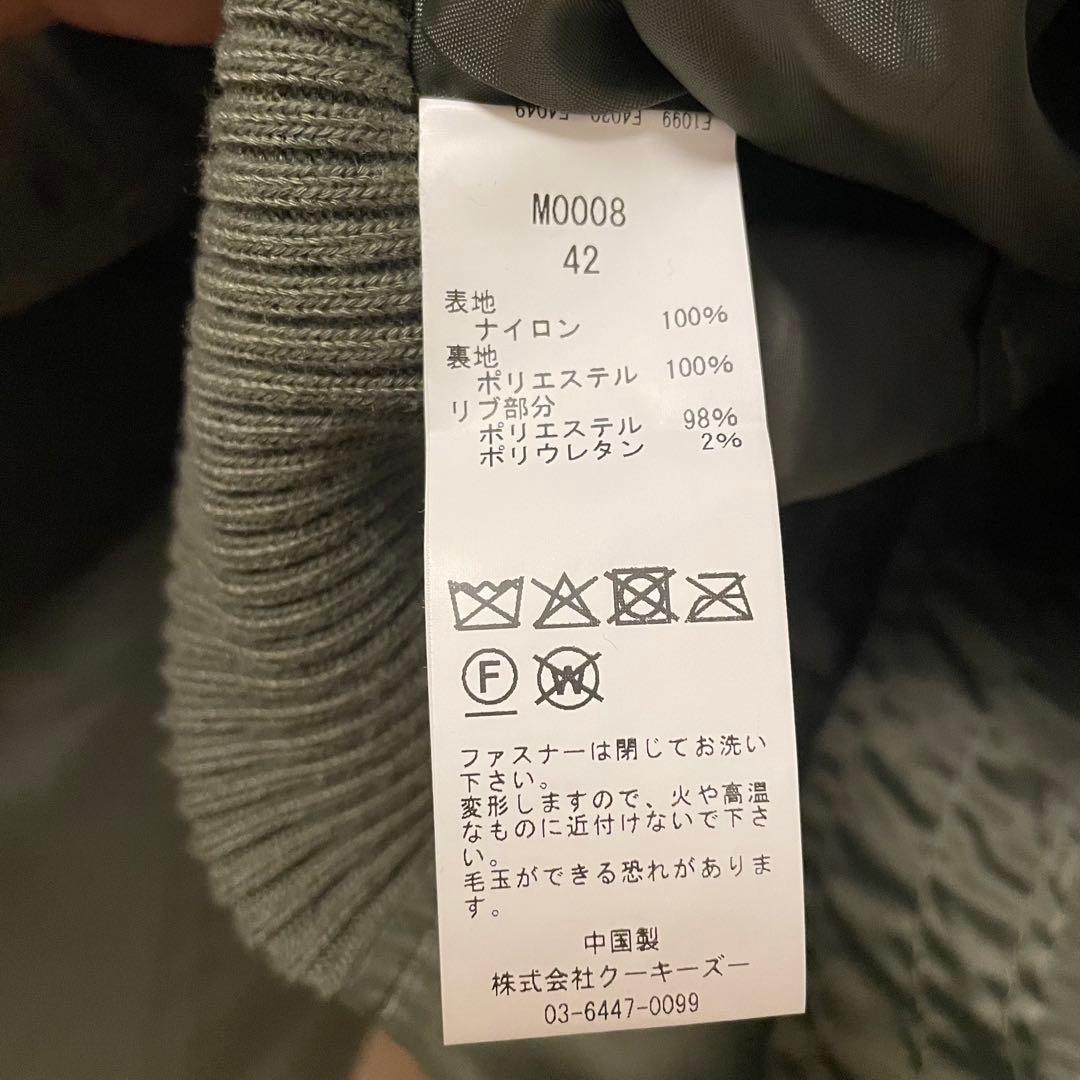 E1099 E4020 E4049
M0008
42
表地
ナイロン 100%
裏地
ポリエステル 100%
リブ部分
ポリエステル 98%
ポリウレタン 2%
F W
ファスナーは閉じてお洗い
下さい。
変形しますので、火や高温
なものに近付けないで下さ
い。
毛玉ができる恐れがありま
す。
中国製
株式会社クーキーズー
03-6447-0099